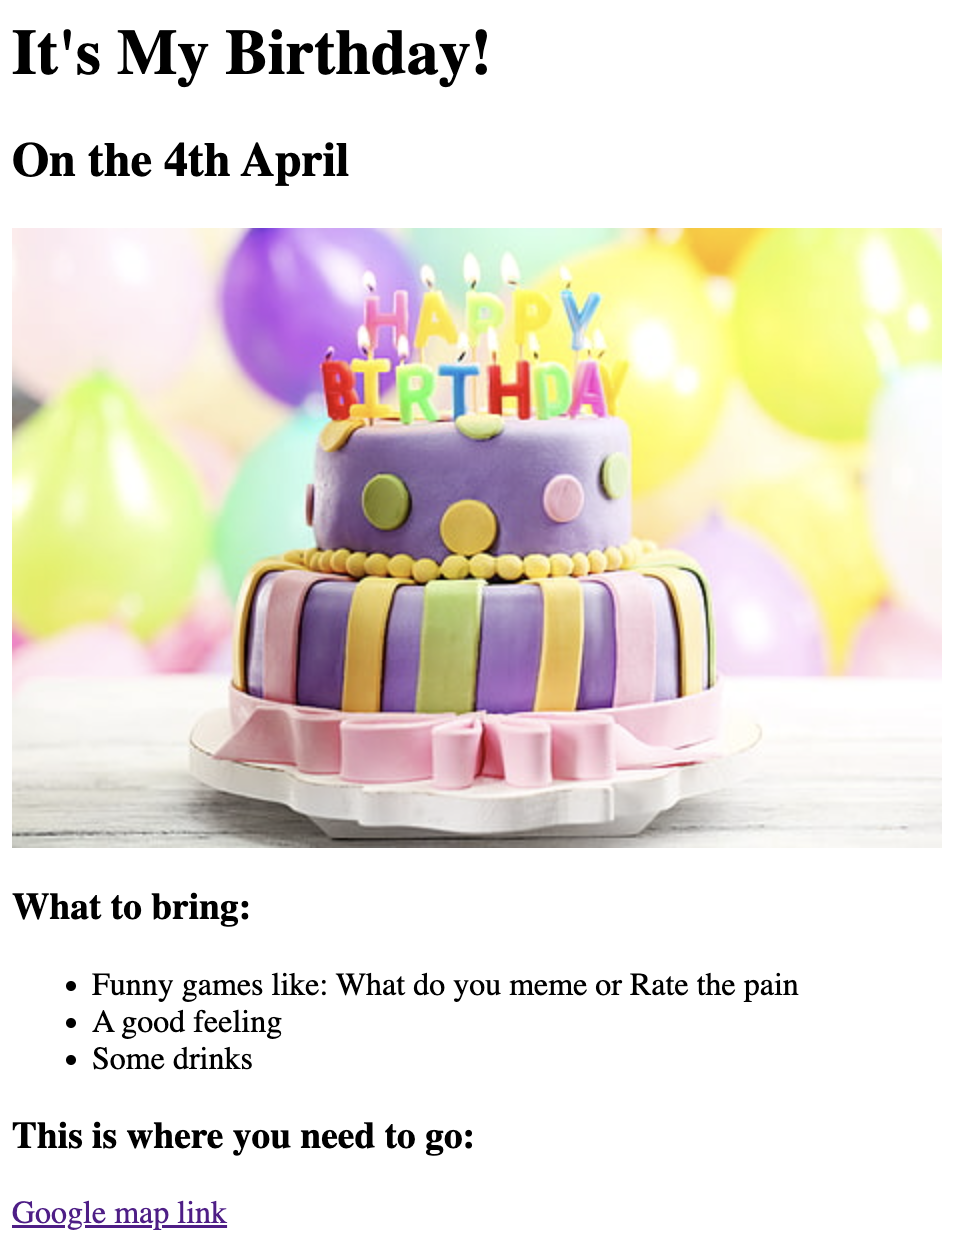 It's My Birthday!
On the 4th April
HAPPY
BIRTHDAY
What to bring:
Funny games like: What do you meme or Rate the pain
A good feeling
Some drinks
This is where you need to go:
Google map link